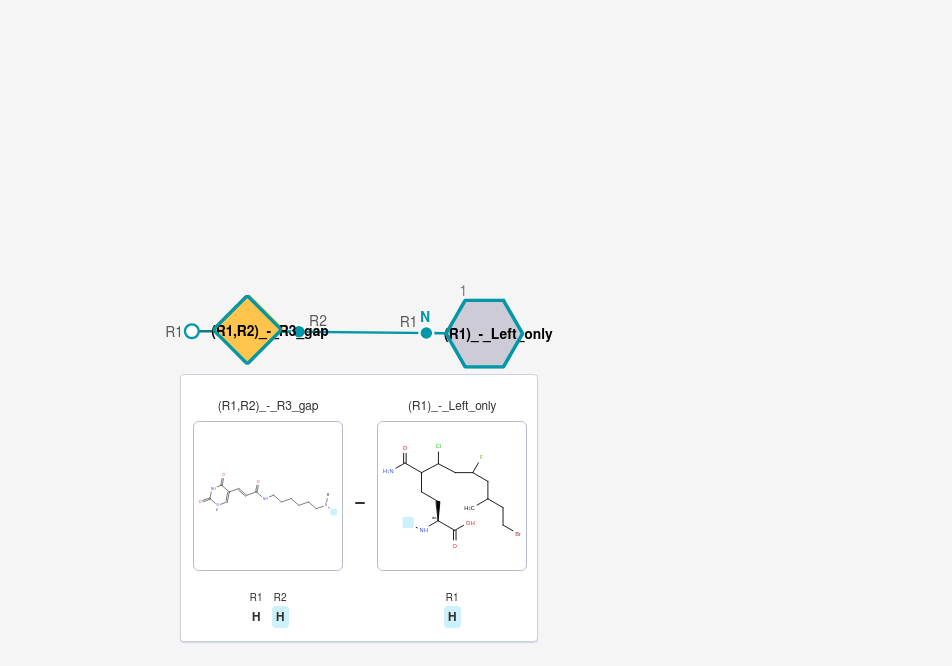 1
R1
(R1,R2)_-_R3_gap
R2
R1
N
(R1)_-_Left_only
(R1,R2)_-_R3_gap
(R1)_-_Left_only
O
NH
O
O
NH
H₂N
O
Cl
F
H₃C
Br
NH
OH
O
R1 R2
H H
R1
H